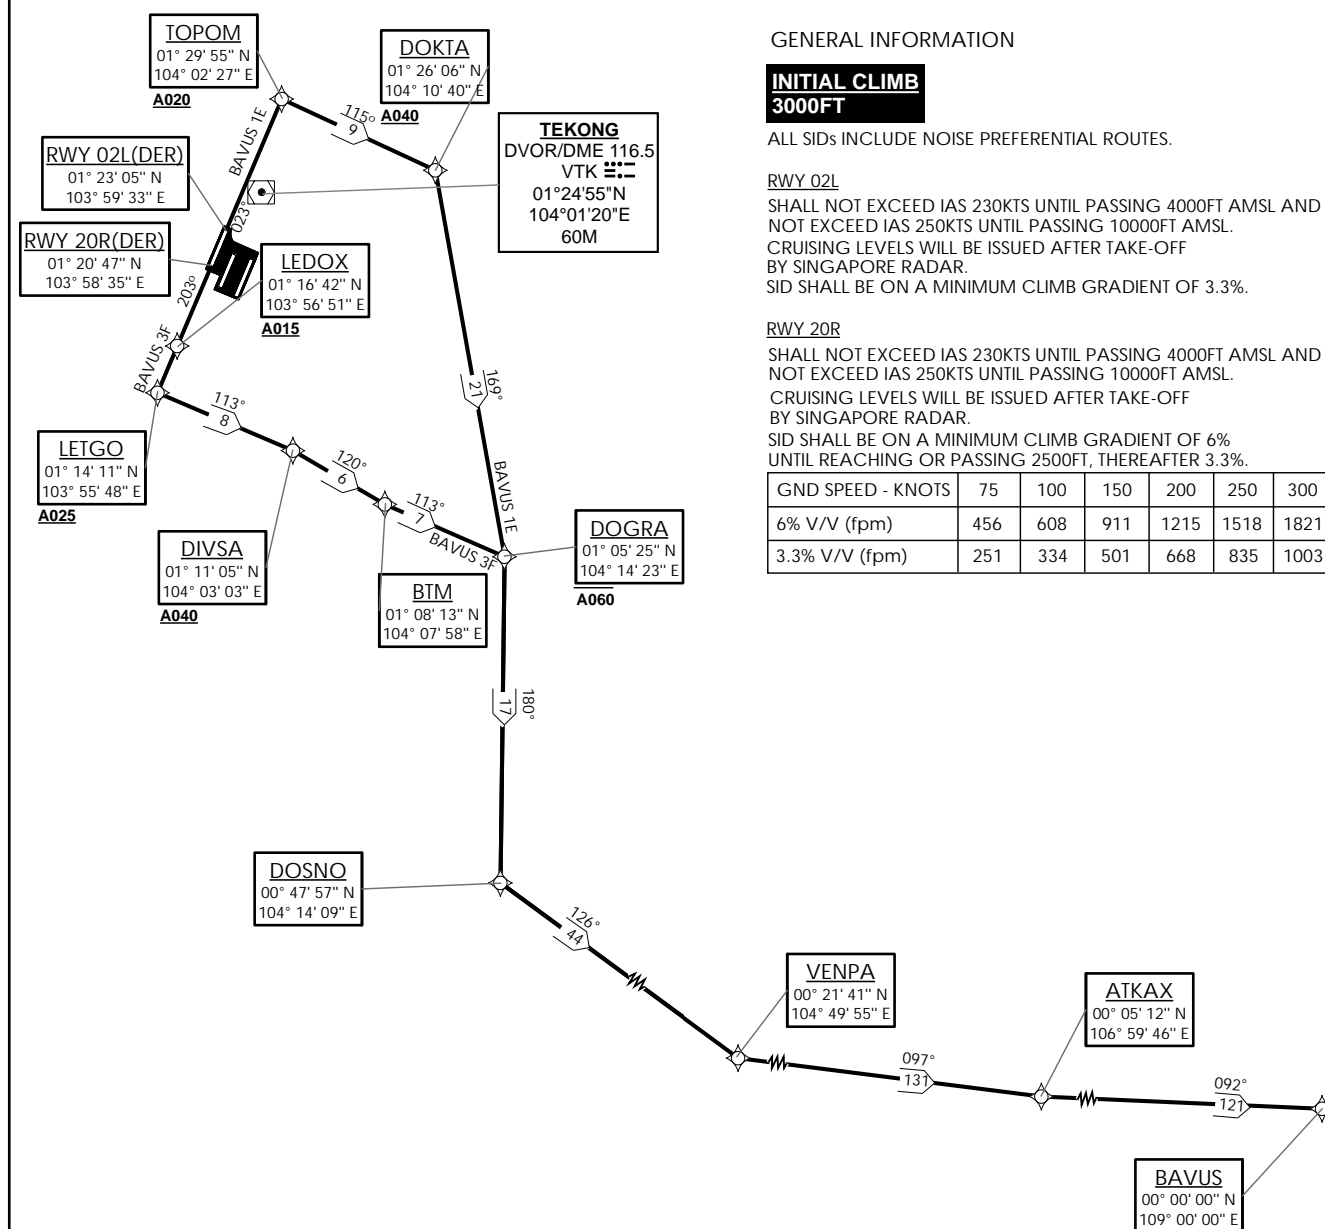 TOPOM
01° 29' 55" N
104° 02' 27" E
A020
DOKTA
01° 26' 06" N
104° 10' 40" E
A040
115°
9
BAVUS 1E
023°
TEKONG
DVOR/DME 116.5
VTK
01°24'55"N
104°01'20"E
60M
RWY 02L(DER)
01° 23' 05" N
103° 59' 33" E
RWY 20R(DER)
01° 20' 47" N
103° 58' 35" E
LEDOX
01° 16' 42" N
103° 56' 51" E
A015
203°
BAVUS 3F
LETGO
01° 14' 11" N
103° 55' 48" E
A025
113°
8
120°
6
113°
7
BAVUS 3F
169°
21
BAVUS 1E
DIVSA
01° 11' 05" N
104° 03' 03" E
A040
BTM
01° 08' 13" N
104° 07' 58" E
DOGRA
01° 05' 25" N
104° 14' 23" E
A060
180°
17
DOSNO
00° 47' 57" N
104° 14' 09" E
126°
44
VENPA
00° 21' 41" N
104° 49' 55" E
097°
131
ATKAX
00° 05' 12" N
106° 59' 46" E
092°
121
BAVUS
00° 00' 00" N
109° 00' 00" E
GENERAL INFORMATION
INITIAL CLIMB
3000FT
ALL SIDs INCLUDE NOISE PREFERENTIAL ROUTES.
RWY 02L
SHALL NOT EXCEED IAS 230KTS UNTIL PASSING 4000FT AMSL AND
NOT EXCEED IAS 250KTS UNTIL PASSING 10000FT AMSL.
CRUISING LEVELS WILL BE ISSUED AFTER TAKE-OFF
BY SINGAPORE RADAR.
SID SHALL BE ON A MINIMUM CLIMB GRADIENT OF 3.3%.
RWY 20R
SHALL NOT EXCEED IAS 230KTS UNTIL PASSING 4000FT AMSL AND
NOT EXCEED IAS 250KTS UNTIL PASSING 10000FT AMSL.
CRUISING LEVELS WILL BE ISSUED AFTER TAKE-OFF
BY SINGAPORE RADAR.
SID SHALL BE ON A MINIMUM CLIMB GRADIENT OF 6%
UNTIL REACHING OR PASSING 2500FT, THEREAFTER 3.3%.
GND SPEED - KNOTS 75 100 150 200 250 300
6% V/V (fpm) 456 608 911 1215 1518 1821
3.3% V/V (fpm) 251 334 501 668 835 1003